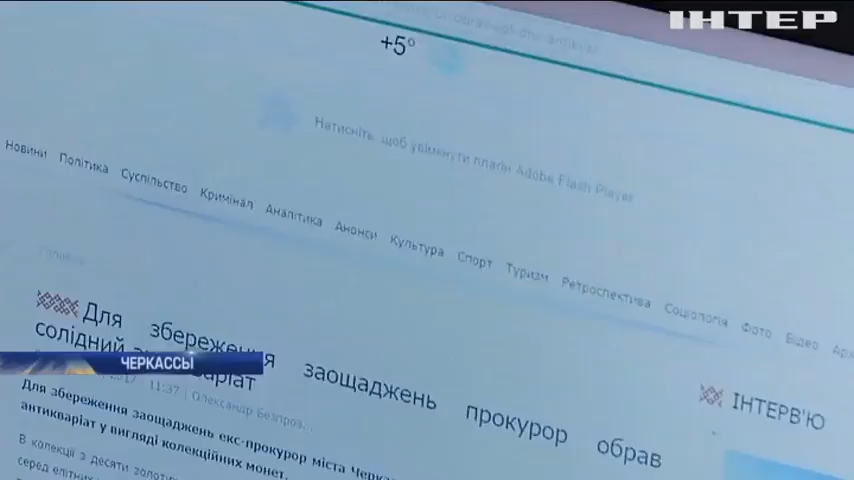 ІНТЕР
+5°
Натисніть, щоб увімкнути плагін Adobe Flash Player
Новини Політика Суспільство Кримінал Аналітика Анонси Культура Спорт Туризм Ретроспектива Соціологія Фото Відео
Головна
Для збереження заощаджень прокурор обрав
солідний
ЧЕРКАССЫ
11:37 | Олександр Безпроз...
ІНТЕРВ'Ю
Для збереження заощаджень екс-прокурор міста
антикваріат у вигляді колекційних монет.
В колекції з десяти
серед елітних